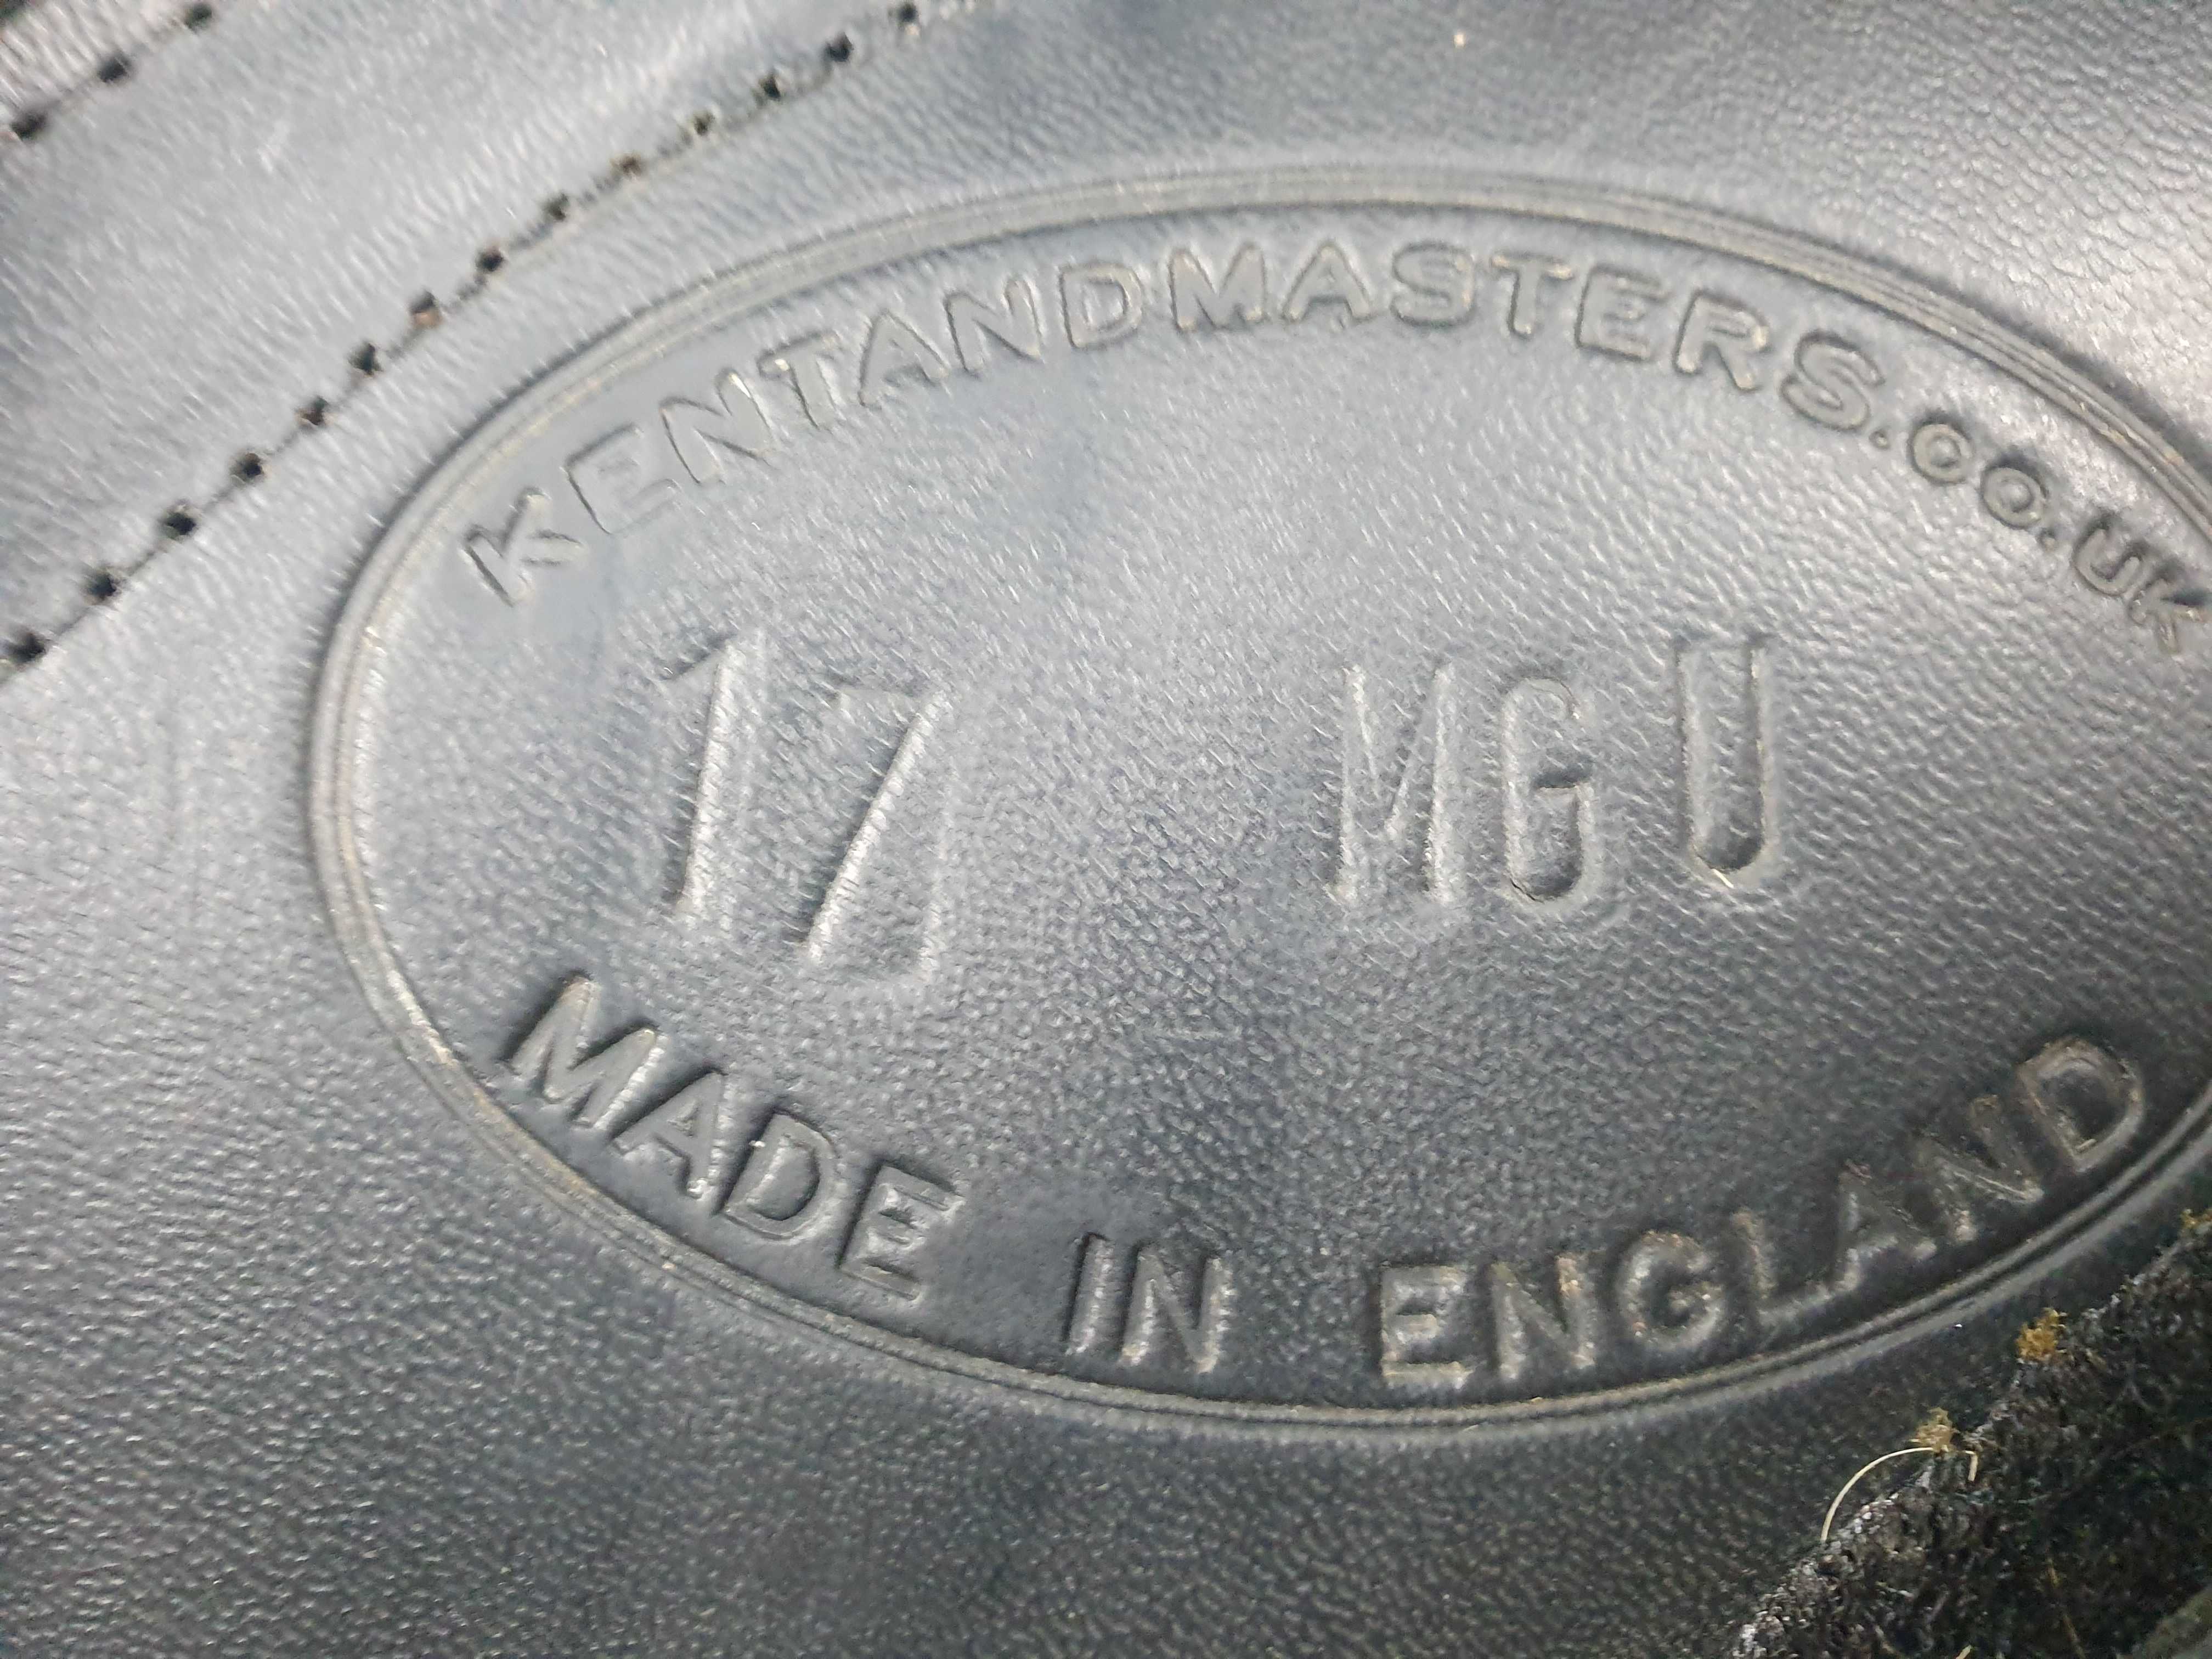 KENTANDMASTERS.CO.UK
17 MGU
MADE IN ENGLAND